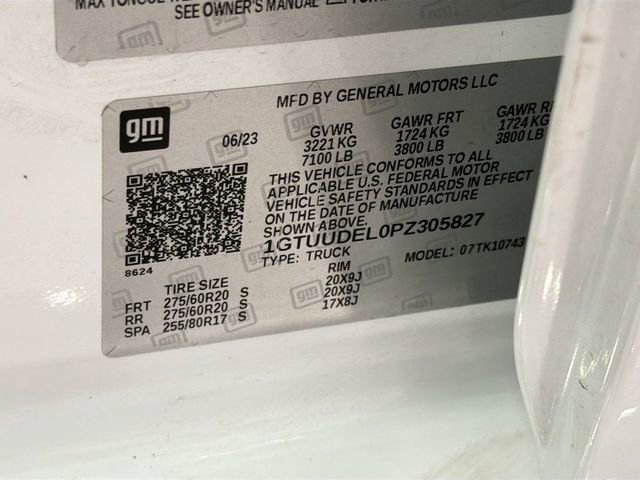 MAX TONGUE
SEE OWNER'S MANUAL
gm
MFD BY GENERAL MOTORS LLC
06/23 GVWR GAWR FRT GAWR
3221 KG 1724 KG 1724 KG
7100 LB 3800 LB 3800 LB
THIS VEHICLE CONFORMS TO ALL
APPLICABLE U.S. FEDERAL MOTOR
VEHICLE SAFETY STANDARDS IN EFFECT
ON THE DATE OF MANUFACTURE
SHOWN ABOVE.
1GTUUDEL0PZ305827
TYPE: TRUCK MODEL: 07TK10743
8624
TIRE SIZE RIM
FRT 275/60R20 S 20X9J
RR 275/60R20 S 20X9J
SPA 255/80R17 S 17X8J